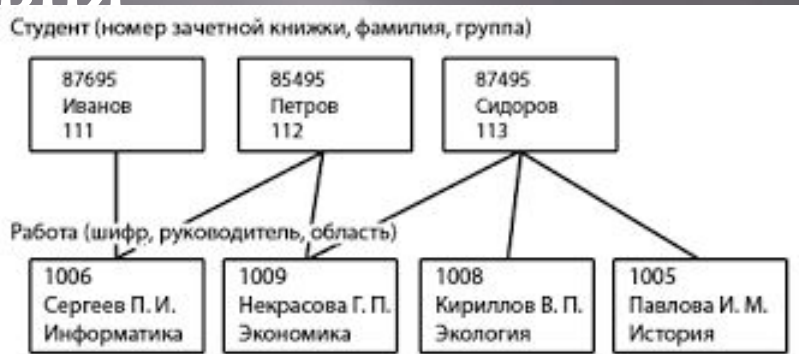 Студент (номер зачетной книжки, фамилия, группа)
87695
Иванов
111
85495
Петров
112
87495
Сидоров
113
Работа (шифр, руководитель, область)
1006
Сергеев П. И.
Информатика
1009
Некрасова Г. П.
Экономика
1008
Кириллов В. П.
Экология
1005
Павлова И. М.
История